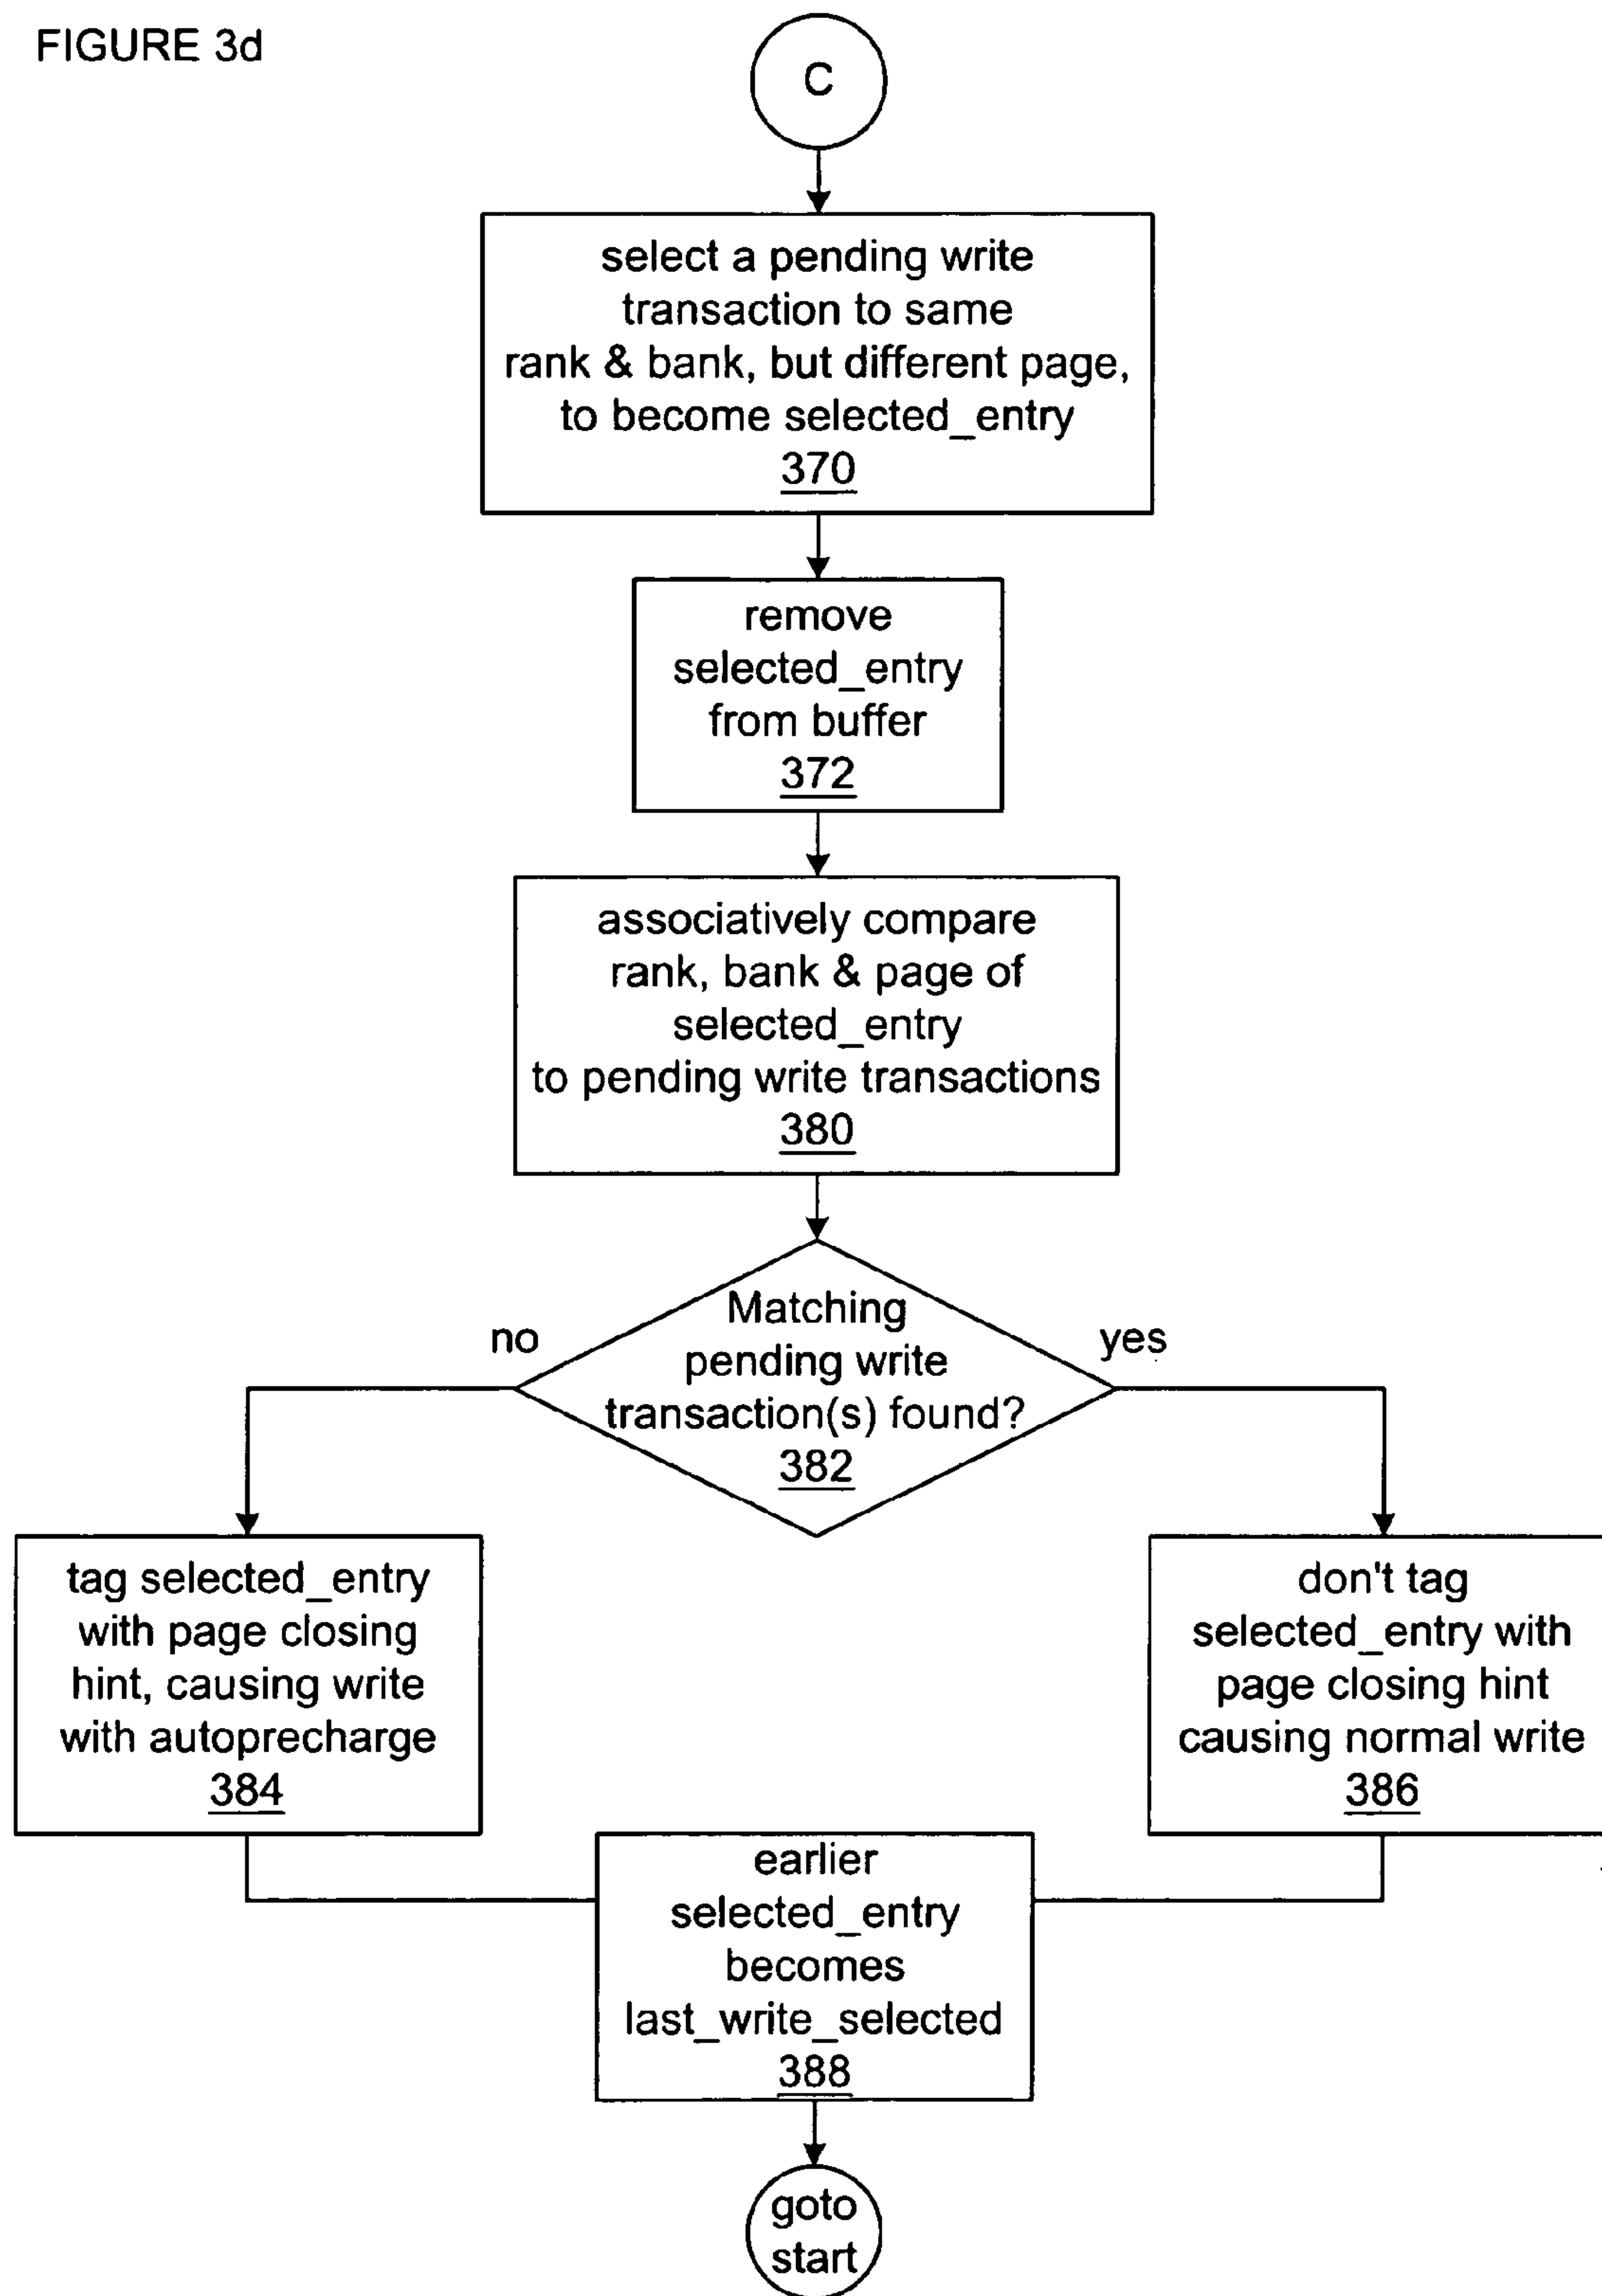 FIGURE 3d
C
select a pending write
transaction to same
rank & bank, but different page,
to become selected_entry
370
remove
selected_entry
from buffer
372
associatively compare
rank, bank & page of
selected_entry
to pending write transactions
380
Matching
pending write
transaction(s) found?
382
no
yes
tag selected_entry
with page closing
hint, causing write
with autoprecharge
384
don't tag
selected_entry with
page closing hint
causing normal write
386
earlier
selected_entry
becomes
last_write_selected
388
goto
start